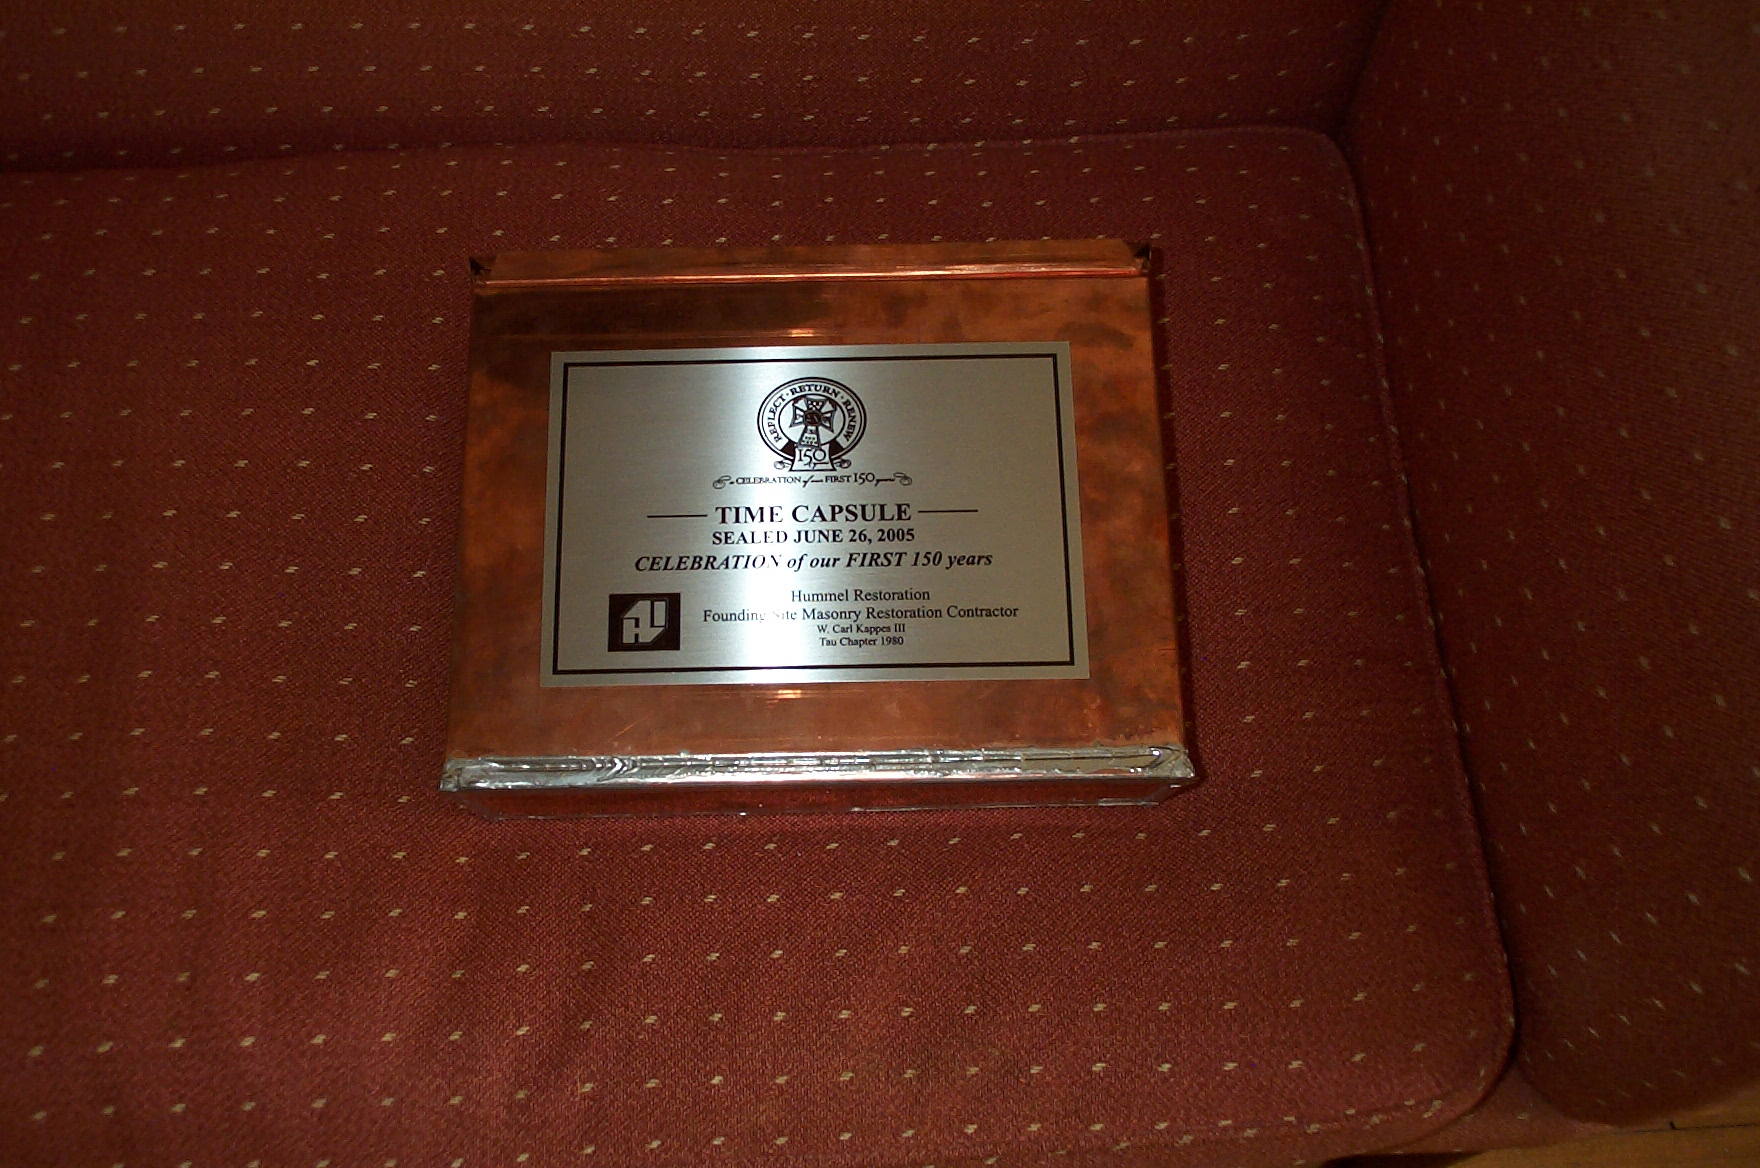 REFLECT · RETURN · RENEW
150
a CELEBRATION of our FIRST 150 years
TIME CAPSULE
SEALED JUNE 26, 2005
CELEBRATION of our FIRST 150 years
Hummel Restoration
Founding Site Masonry Restoration Contractor
W. Carl Kappes III
Tau Chapter 1980